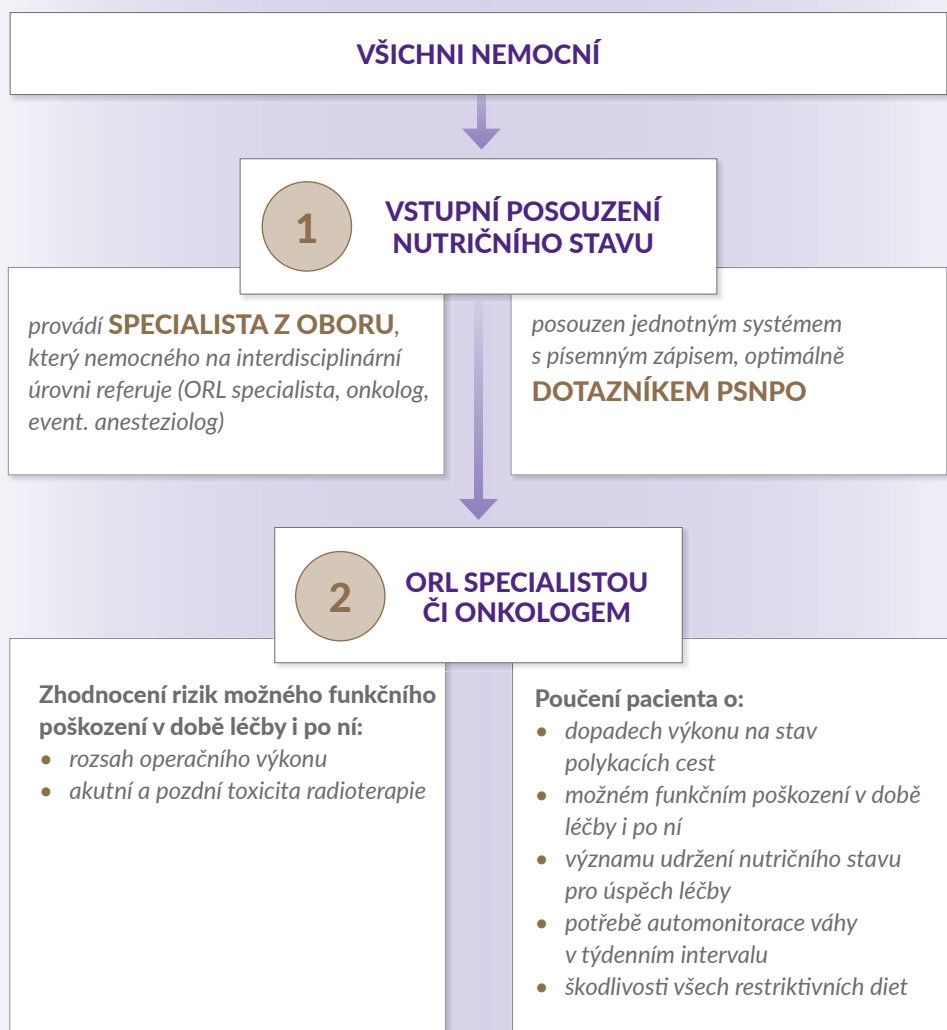 VŠICHNI NEMOCNÍ
1
VSTUPNÍ POSOUZENÍ
NUTRIČNÍHO STAVU
provádí SPECIALISTA Z OBORU,
který nemocného na interdisciplinární
úrovni referuje (ORL specialista, onkolog,
event. anesteziolog)
posouzen jednotným systémem
s písemným zápisem, optimálně
DOTAZNÍKEM PSNPO
2
ORL SPECIALISTOU
ČI ONKOLOGEM
Zhodnocení rizik možného funkčního
poškození v době léčby i po ní:
• rozsah operačního výkonu
• akutní a pozdní toxicita radioterapie
Poučení pacienta o:
• dopadech výkonu na stav
polykacích cest
• možném funkčním poškození v době
léčby i po ní
• významu udržení nutričního stavu
pro úspěch léčby
• potřebě automonitorace váhy
v týdenním intervalu
• škodlivosti všech restriktivních diet